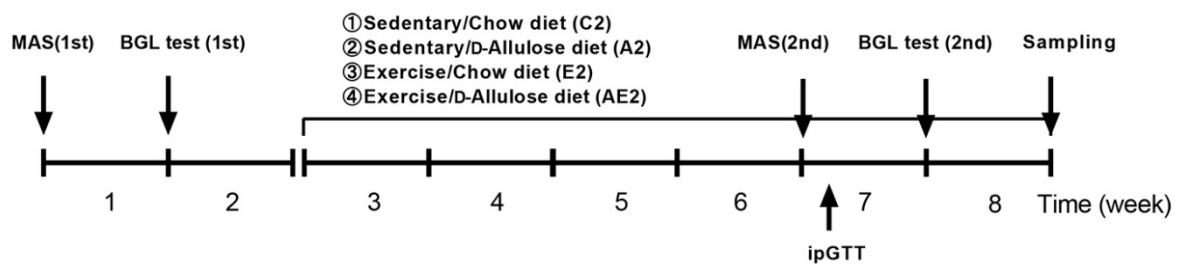 ①Sedentary/Chow diet (C2)
MAS(1st) BGL test (1st) ②Sedentary/D-Allulose diet (A2) MAS(2nd) BGL test (2nd) Sampling
③Exercise/Chow diet (E2)
④Exercise/D-Allulose diet (AE2)
1 2 3 4 5 6 7 8 Time (week)
ipGTT